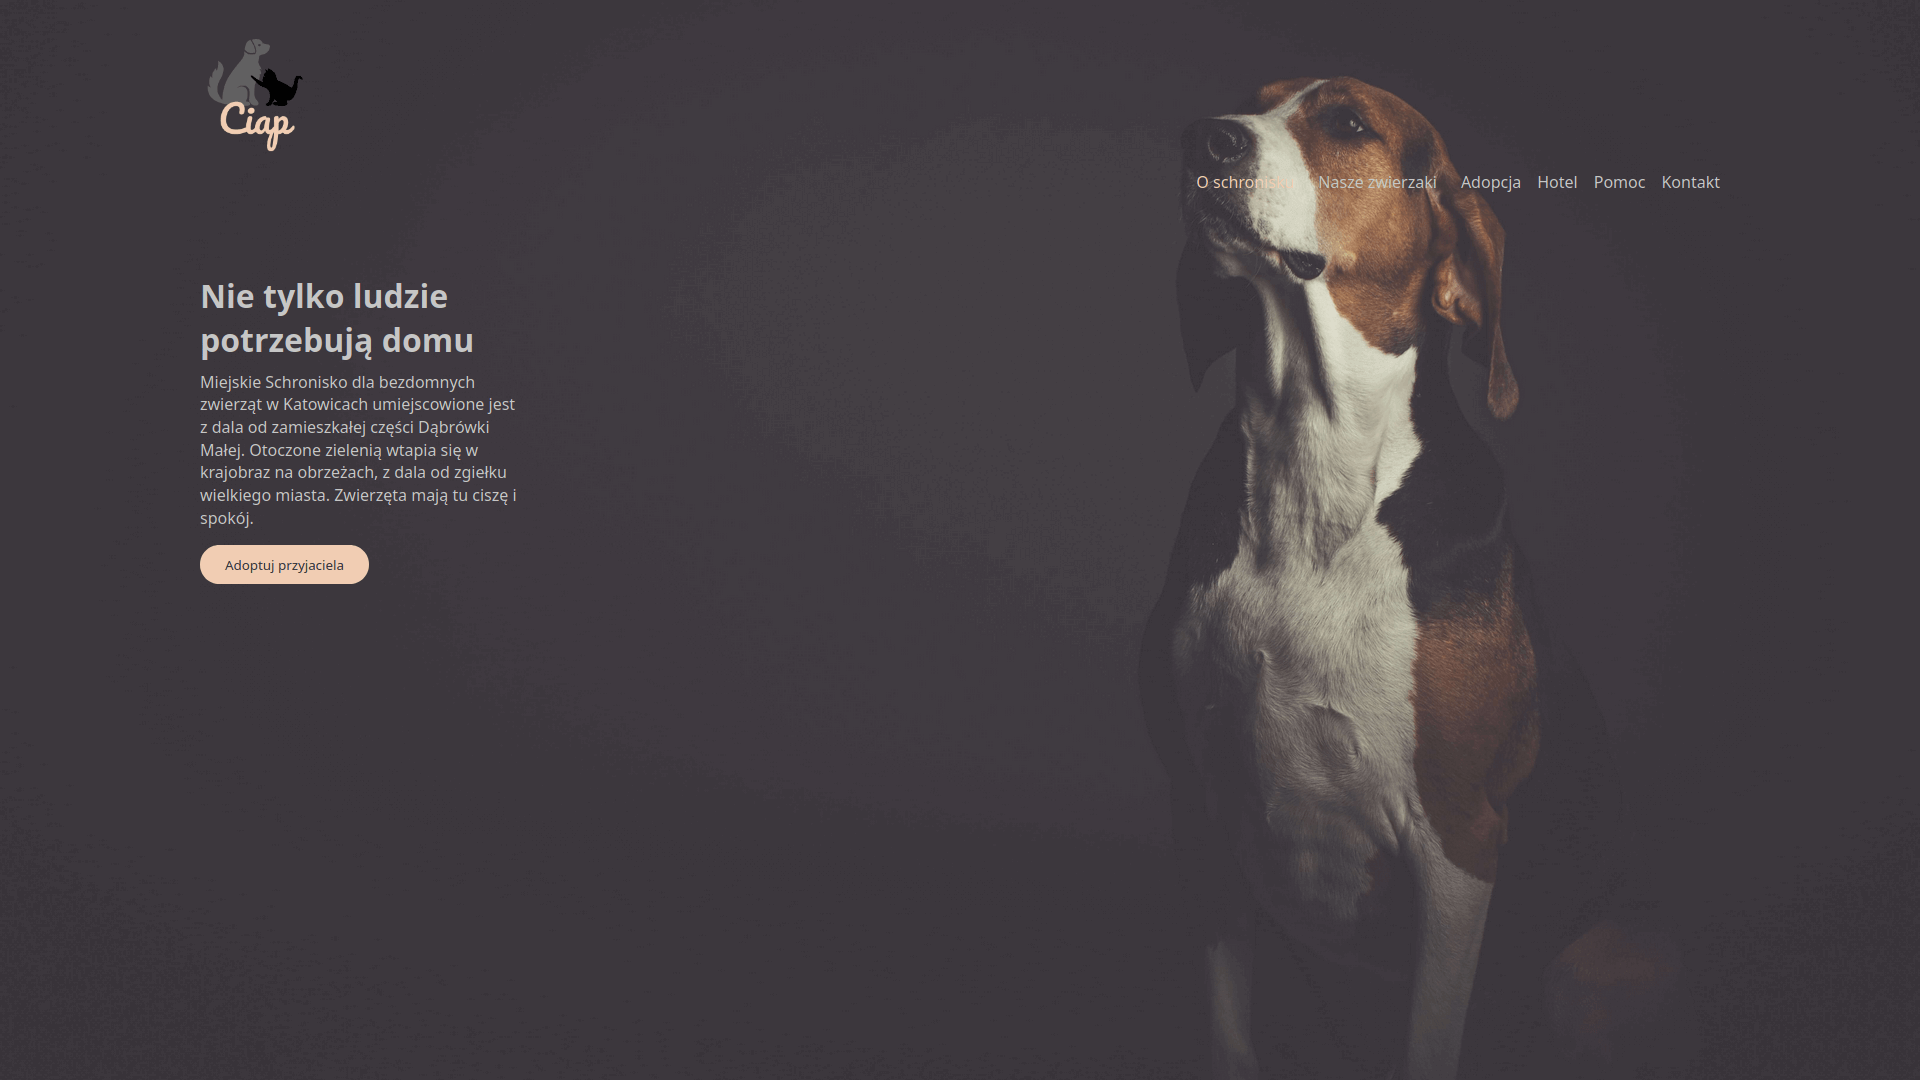 Ciap
O schronisku Nasze zwierzaki Adopcja Hotel Pomoc Kontakt
Nie tylko ludzie
potrzebują domu
Miejskie Schronisko dla bezdomnych
zwierząt w Katowicach umiejscowione jest
z dala od zamieszkałej części Dąbrówki
Małej. Otoczone zielenią wtapia się w
krajobraz na obrzeżach, z dala od zgiełku
wielkiego miasta. Zwierzęta mają tu ciszę i
spokój.
Adoptuj przyjaciela